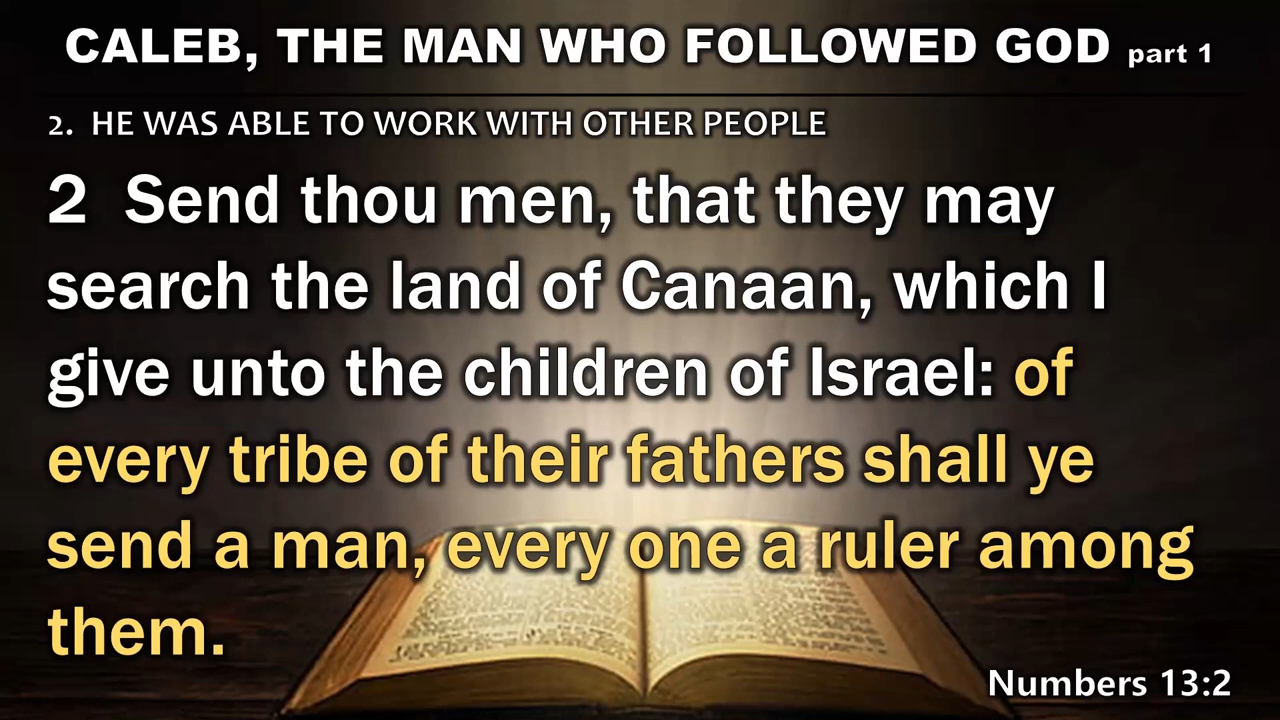 CALEB, THE MAN WHO FOLLOWED GOD part 1
2. HE WAS ABLE TO WORK WITH OTHER PEOPLE
2 Send thou men, that they may
search the land of Canaan, which I
give unto the children of Israel: of
every tribe of their fathers shall ye
send a man, every one a ruler among
them.
Numbers 13:2